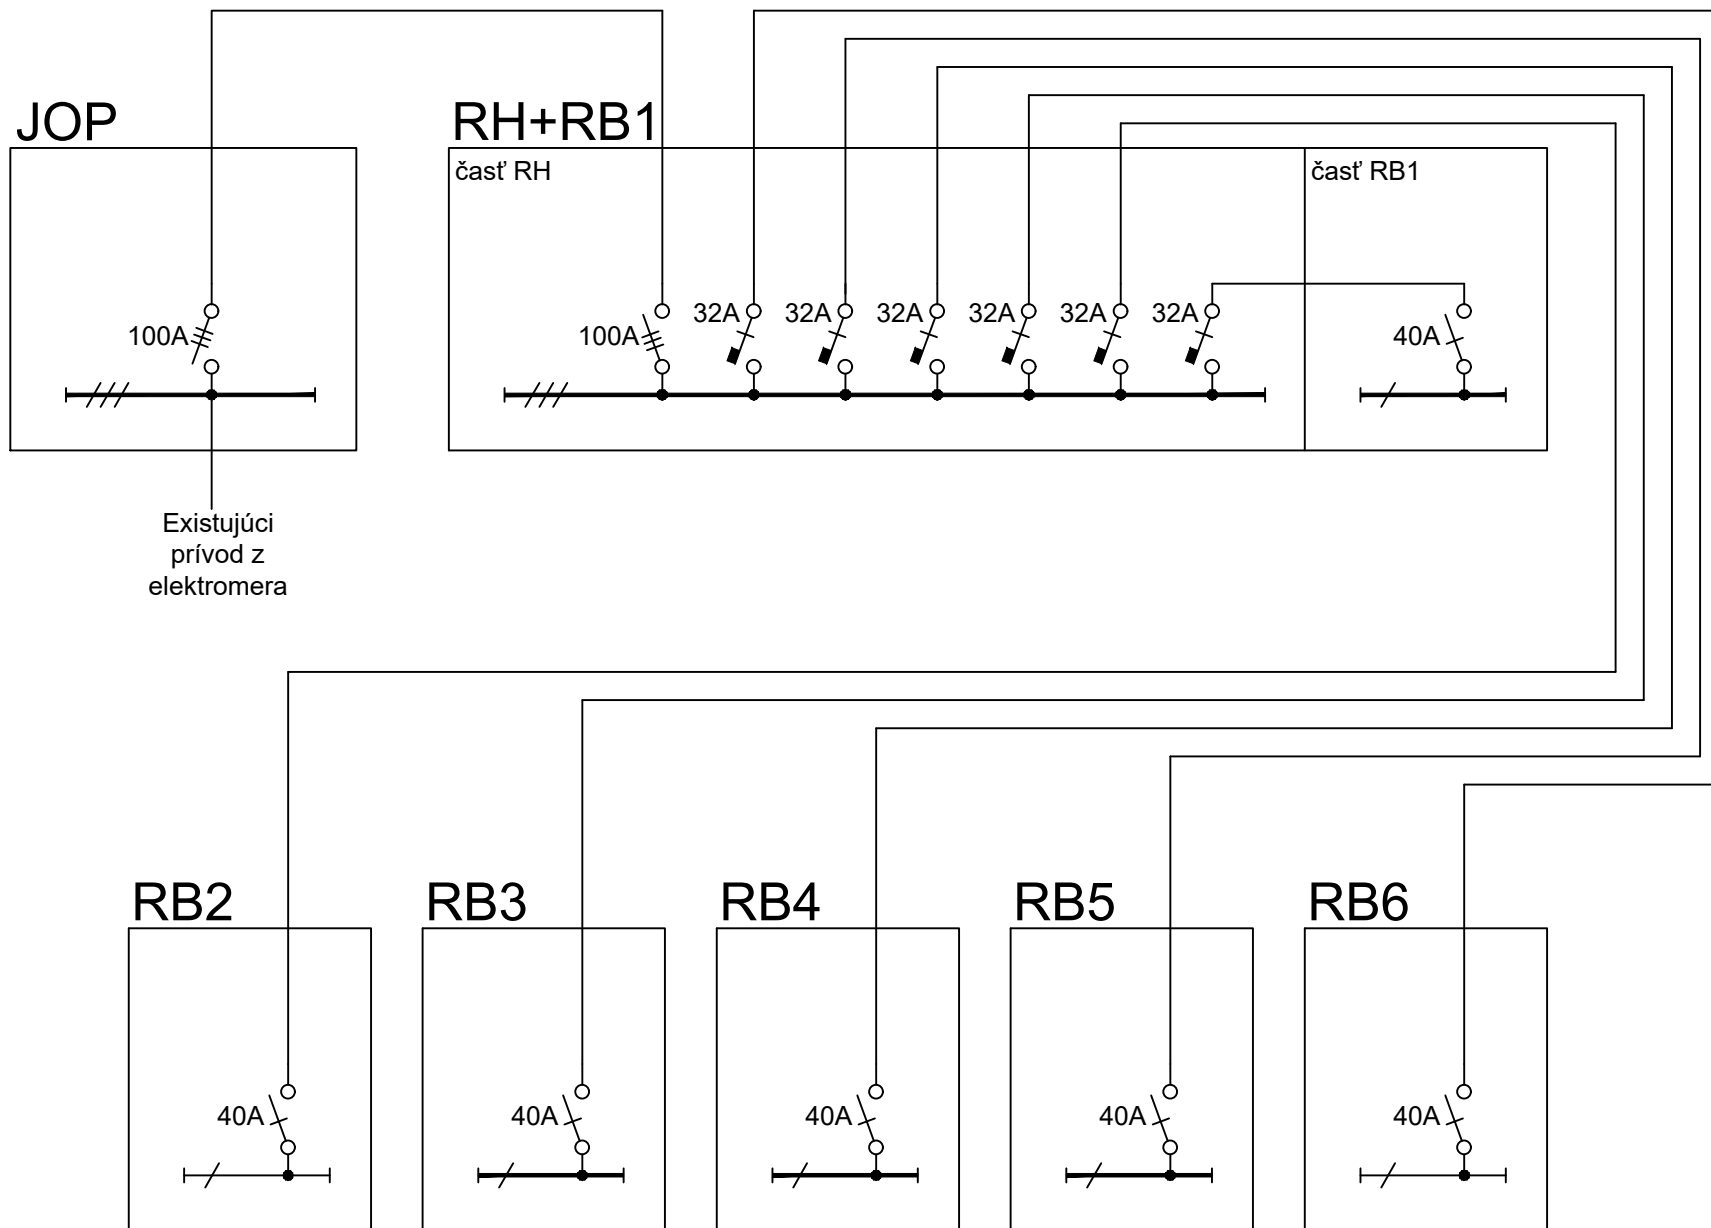 JOP
RH+RB1
časť RH
časť RB1
100A
100A
32A
32A
32A
32A
32A
32A
40A
Existujúci
prívod z
elektromera
RB2
RB3
RB4
RB5
RB6
40A
40A
40A
40A
40A